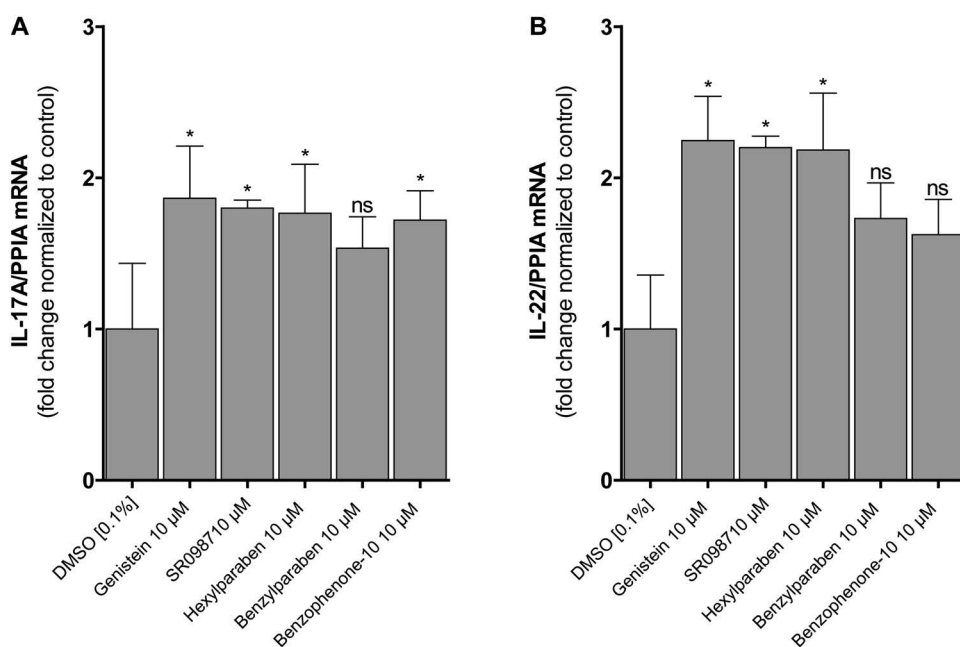 A
IL-17A/PPIA mRNA
(fold change normalized to control)
3
2
1
0
*
*
*
ns
*
DMSO [0.1%]
Genistein 10 µM
SR098710 µM
Hexylparaben 10 µM
Benzylparaben 10 µM
Benzophenone-10 10 µM
B
IL-22/PPIA mRNA
(fold change normalized to control)
3
2
1
0
*
*
*
ns
ns
DMSO [0.1%]
Genistein 10 µM
SR098710 µM
Hexylparaben 10 µM
Benzylparaben 10 µM
Benzophenone-10 10 µM